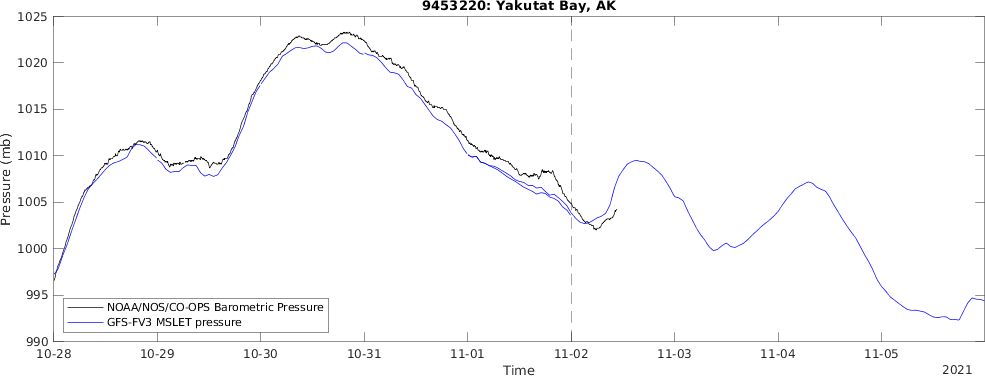 9453220: Yakutat Bay, AK
1025
1020
1015
1010
1005
1000
995
990
Pressure (mb)
NOAA/NOS/CO-OPS Barometric Pressure
GFS-FV3 MSLET pressure
10-28 10-29 10-30 10-31 11-01 11-02 11-03 11-04 11-05
Time
2021